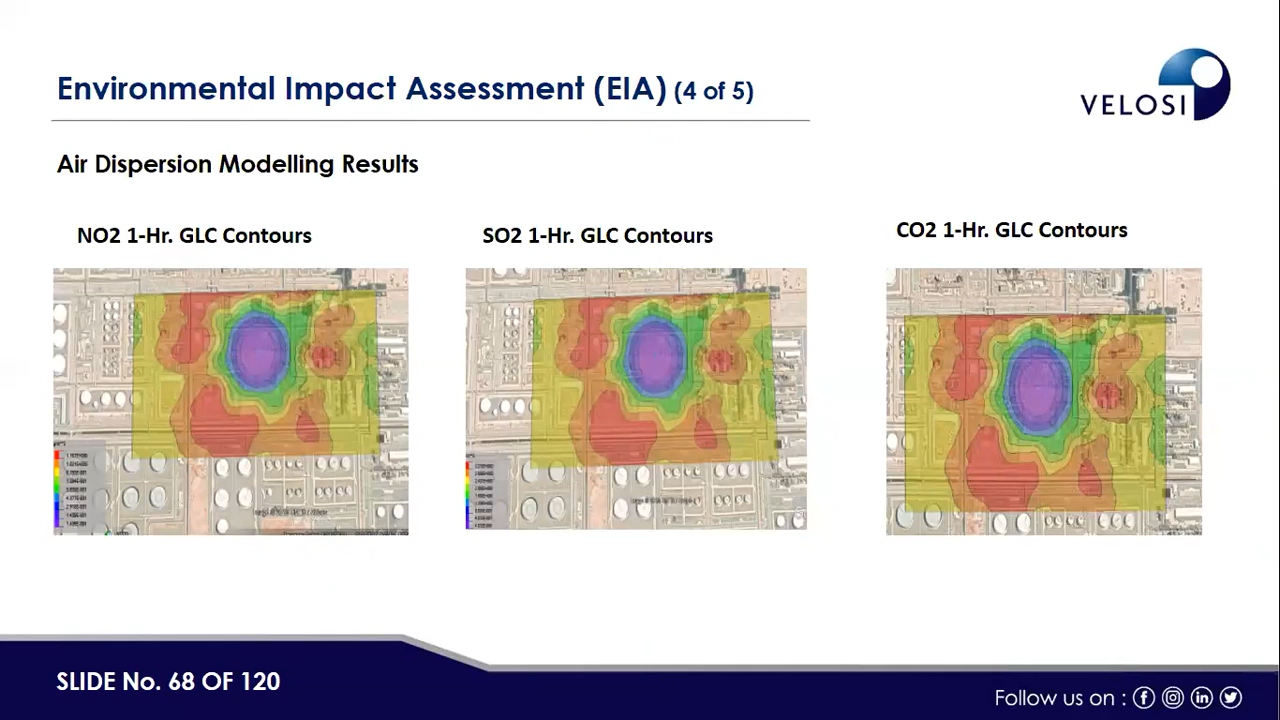 Environmental Impact Assessment (EIA) (4 of 5)
VELOSI
Air Dispersion Modelling Results
NO2 1-Hr. GLC Contours
SO2 1-Hr. GLC Contours
CO2 1-Hr. GLC Contours
SLIDE No. 68 OF 120
Follow us on :